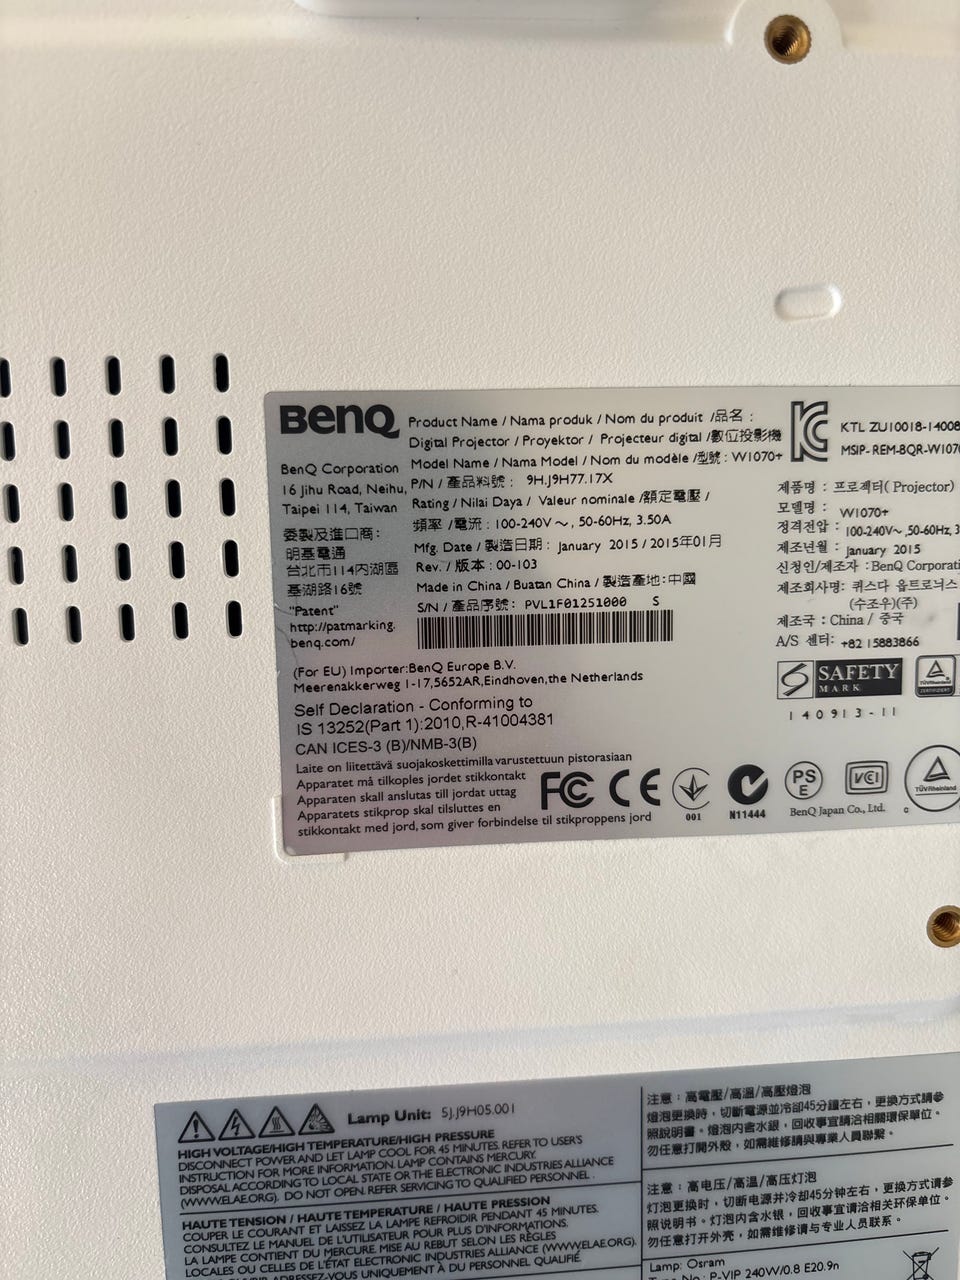 BenQ
BenQ Corporation
16 Jihu Road, Neihu,
Taipei 114, Taiwan
委製及進口商:
明基電通
台北市114內湖區
基湖路16號
"Patent"
http://patmarking.
benq.com/
Product Name / Nama produk / Nom du produit /品名 :
Digital Projector / Proyektor / Projecteur digital /數位投影機
Model Name / Nama Model / Nom du modèle /型號 : W1070+
P/N / 產品料號 : 9H.J9H77.17X
Rating / Nilai Daya / Valeur nominale /額定電壓 /
頻率 /電流 : 100-240V~, 50-60Hz, 3.50A
Mfg. Date / 製造日期 : January 2015 / 2015年01月
Rev. / 版本 : 00-103
Made in China / Buatan China / 製造產地: 中國
S/N / 產品序號: PVL1F01251000 S
(For EU) Importer:BenQ Europe B.V.
Meerenakkerweg 1-17,5652AR,Eindhoven,the Netherlands
Self Declaration - Conforming to
IS 13252(Part 1):2010,R-41004381
CAN ICES-3 (B)/NMB-3(B)
Laite on liitettävä suojakoskettimilla varustettuun pistorasiaan
Apparatet må tilkoples jordet stikkontakt
Apparaten skall anslutas till jordat uttag
Apparatets stikprop skal tilsluttes en
stikkontakt med jord, som giver forbindelse til stikproppens jord
KTL ZU10018-14008
MSIP- REM-BQR-W1070
제품명 : 프로젝터( Projector)
모델명 : W1070+
정격전압 : 100-240V~ ,50-60Hz, 3
제조년월 : January 2015
신청인/제조자 :BenQ Corporati
제조회사명: 퀴스다 옵트로닉스
(수조우)(주)
제조국 : China / 중국
A/S 센터: +82 15883866
SAFETY
MARK
140913-11
TÜVRheinland
CERTIFIED
FC CE
001
N11444
PS
E
BenQ Japan Co., Ltd.
VCI
TÜVRheinland
Lamp Unit: 5J.J9H05.001
HIGH VOLTAGE/HIGH TEMPERATURE/HIGH PRESSURE
DISCONNECT POWER AND LET LAMP COOL FOR 45 MINUTES. REFER TO USER'S
INSTRUCTION FOR MORE INFORMATION. LAMP CONTAINS MERCURY.
DISPOSAL ACCORDING TO LOCAL STATE OR THE ELECTRONIC INDUSTRIES ALLIANCE
(WWW.EIAE.ORG). DO NOT OPEN. REFER SERVICING TO QUALIFIED PERSONNEL .
HAUTE TENSION / HAUTE TEMPERATURE / HAUTE PRESSION
COUPER LE COURANT ET LAISSEZ LA LAMPE REFROIDIR PENDANT 45 MINUTES.
CONSULTEZ LE MANUEL DE L'UTILISATEUR POUR PLUS D'INFORMATIONS.
LA LAMPE CONTIENT DU MERCURE. MISE AU REBUT SELON LES RÈGLES
LOCALES OU CELLES DE L'ÉTAT ELECTRONIC INDUSTRIES ALLIANCE (WWW.EIAE.ORG).
ADRESSEZ-VOUS UNIQUEMENT À DU PERSONNEL QUALIFIÉ.
注意 : 高電壓/高溫/高壓燈泡
燈泡更換時, 切斷電源並冷卻45分鐘左右, 更換方式請參
照說明書。燈泡內含水銀, 回收事宜請洽相關環保單位。
勿任意打開外殼, 如需維修請與專業人員聯繫。
注意 : 高电压/高温/高压灯泡
灯泡更换时, 切断电源并冷却45分钟左右, 更换方式请参
照说明书。灯泡内含水银, 回收事宜请洽相关环保单位。
勿任意打开外壳, 如需维修请与专业人员联系。
Lamp: Osram
Type No.: P-VIP 240W/0.8 E20.9n